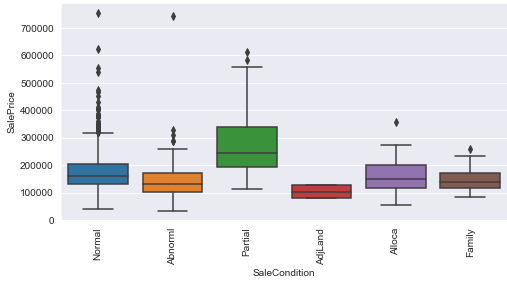 700000
600000
500000
400000
300000
200000
100000
0
SalePrice
Normal
Abnorml
Partial
AdjLand
Alloca
Family
SaleCondition